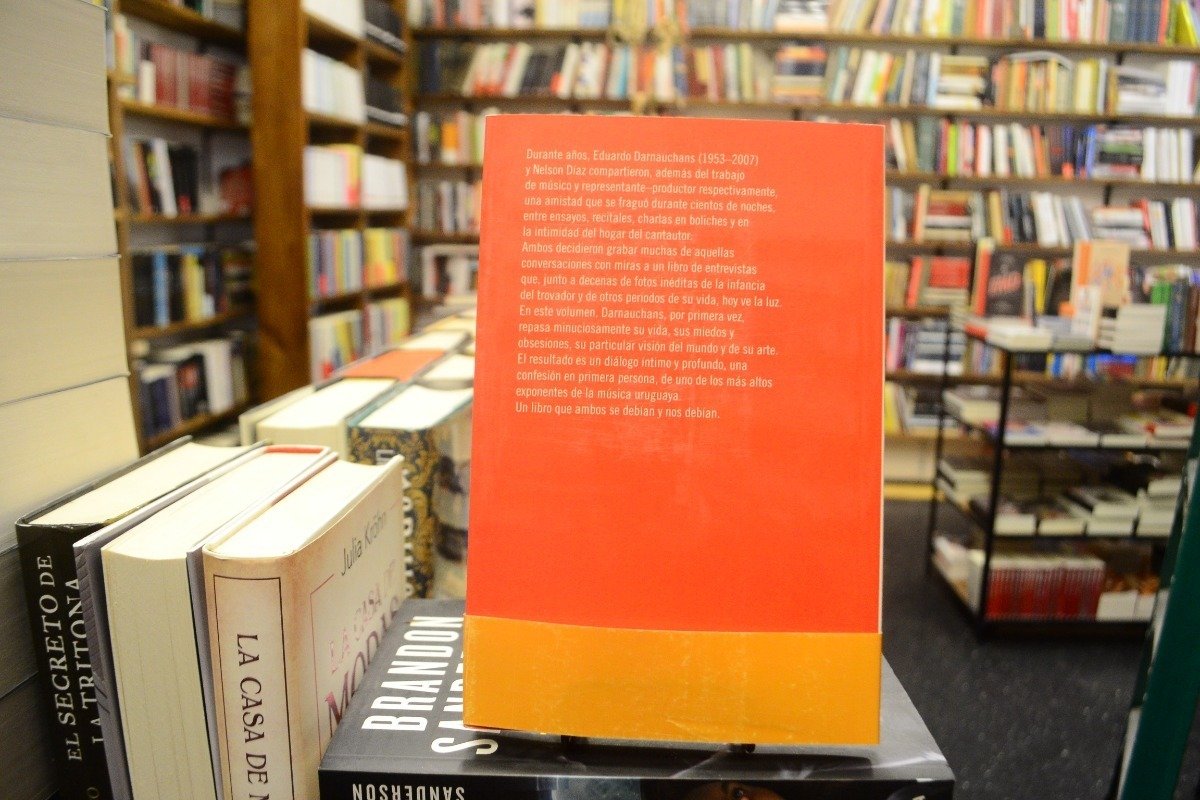 Durante años, Eduardo Darnauchans (1953–2007)
y Nelson Díaz compartieron, además del trabajo
de músico y representante–productor respectivamente,
una amistad que se fraguó durante cientos de noches,
entre ensayos, recitales, charlas en boliches y en
la intimidad del hogar del cantautor.
Ambos decidieron grabar muchas de aquellas
conversaciones con miras a un libro de entrevistas
que, junto a decenas de fotos inéditas de la infancia
del trovador y de otros períodos de su vida, hoy ve la luz.
En este volumen, Darnauchans, por primera vez,
repasa minuciosamente su vida, sus miedos y
obsesiones, su particular visión del mundo y de su arte.
El resultado es un diálogo íntimo y profundo, una
confesión en primera persona, de uno de los más altos
exponentes de la música uruguaya.
Un libro que ambos se debían y nos debían.
EL SECRETO DE
LA TRITONA
LA CASA DE
Julia Kröhn
LA CASA
BRANDON
SANDERSON